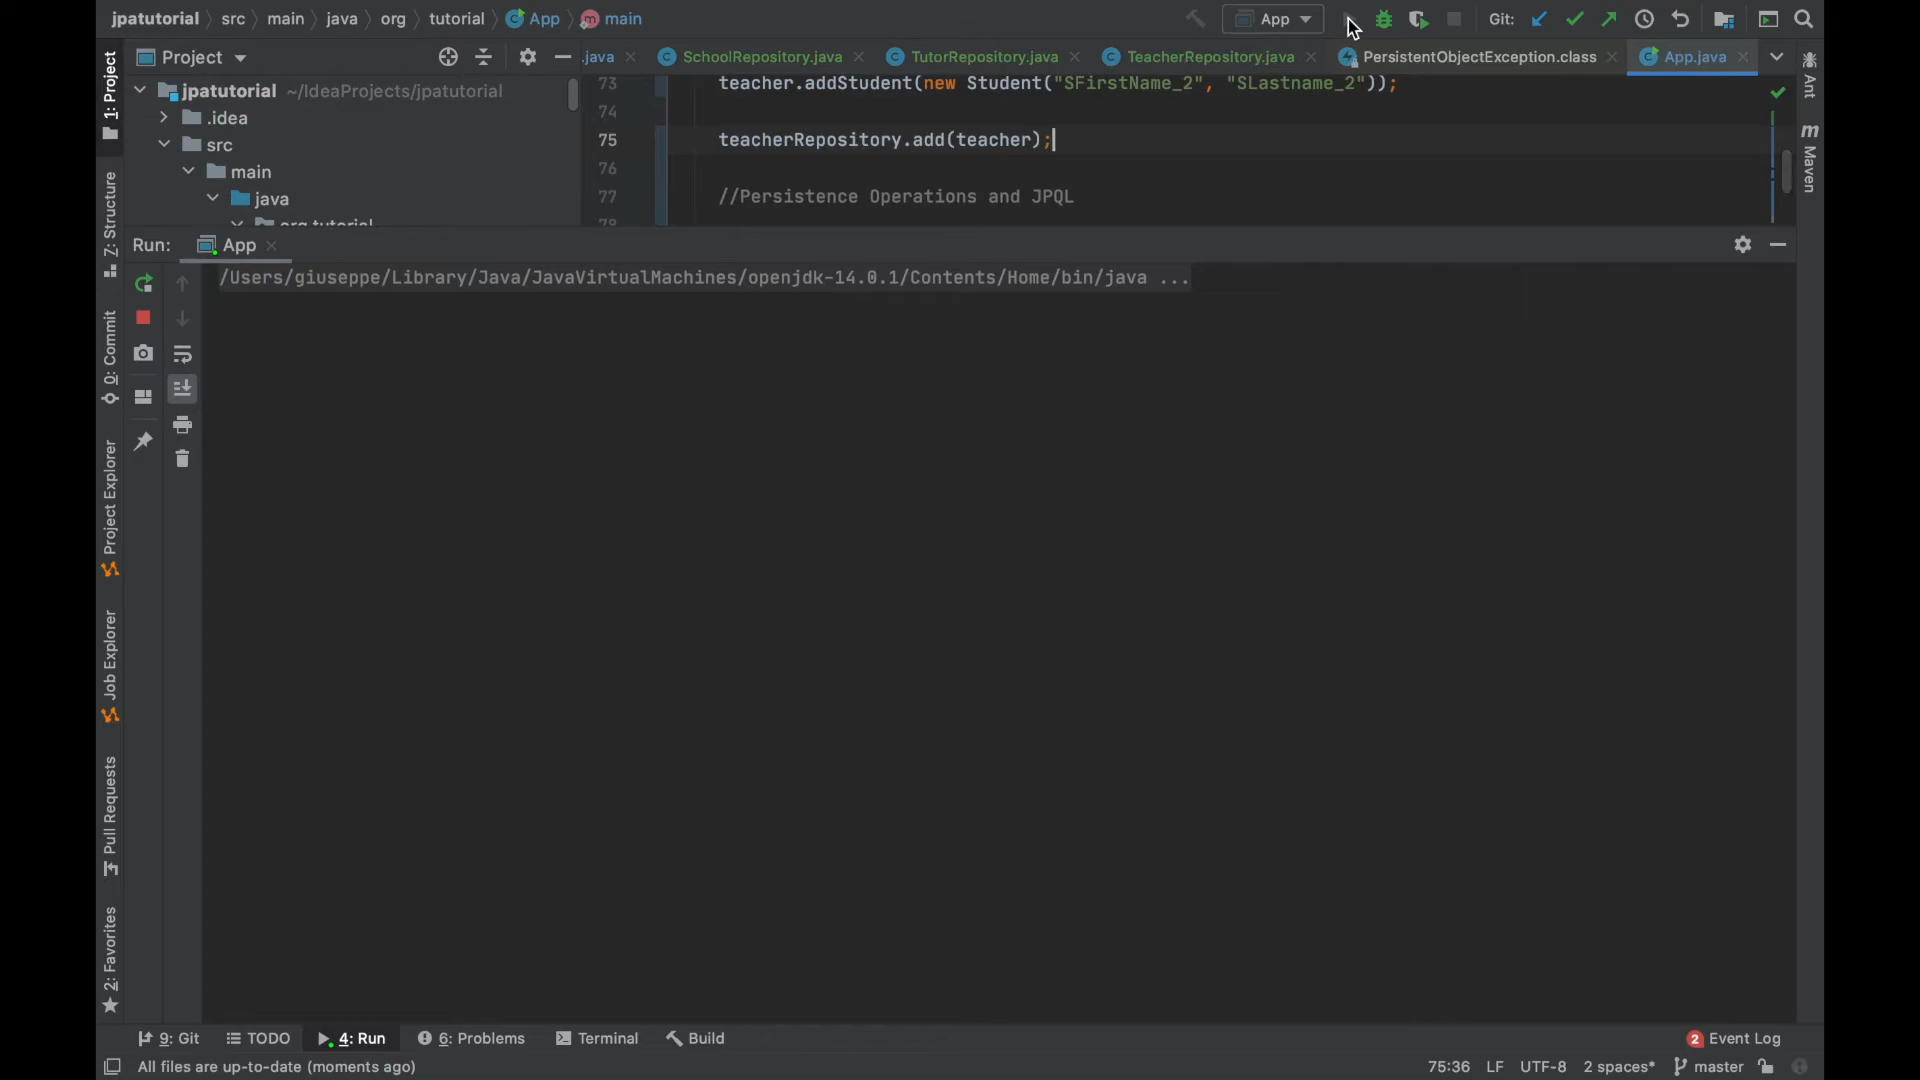 jpatutorial src main java org tutorial App main App Git:
Project .java SchoolRepository.java TutorRepository.java TeacherRepository.java PersistentObjectException.class App.java
jpatutorial ~/IdeaProjects/jpatutorial
.idea
src
main
java
org.tutorial
73 teacher.addStudent(new Student("SFirstName_2", "SLastname_2"));
74
75 teacherRepository.add(teacher);
76
77 //Persistence Operations and JPQL
78
Run: App
/Users/giuseppe/Library/Java/JavaVirtualMachines/openjdk-14.0.1/Contents/Home/bin/java ...
1: Project
Z: Structure
0: Commit
Project Explorer
Job Explorer
Pull Requests
2: Favorites
Ant
Maven
9: Git TODO 4: Run 6: Problems Terminal Build 2 Event Log
All files are up-to-date (moments ago) 75:36 LF UTF-8 2 spaces* master